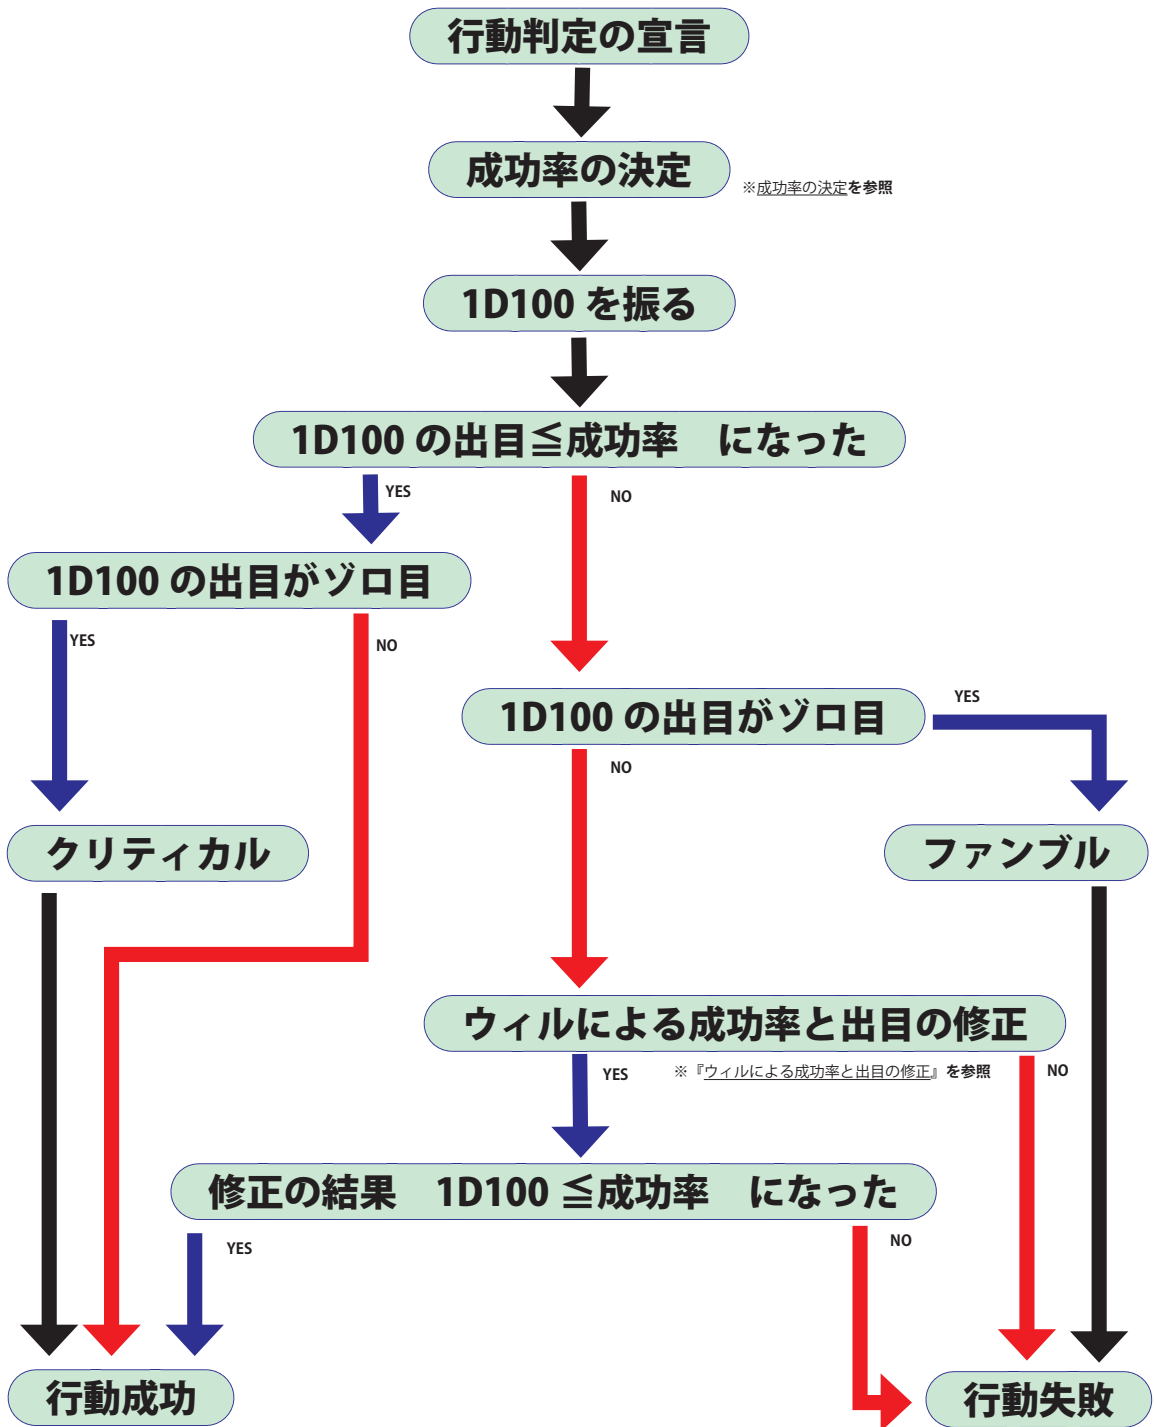 行動判定の宣言
成功率の決定
※成功率の決定を参照
1D100 を振る
1D100 の出目≦成功率　になった
YES
NO
1D100 の出目がゾロ目
YES
NO
1D100 の出目がゾロ目
YES
NO
クリティカル
ファンブル
ウィルによる成功率と出目の修正
YES
※『ウィルによる成功率と出目の修正』を参照
NO
修正の結果　1D100 ≦成功率　になった
YES
NO
行動成功
行動失敗